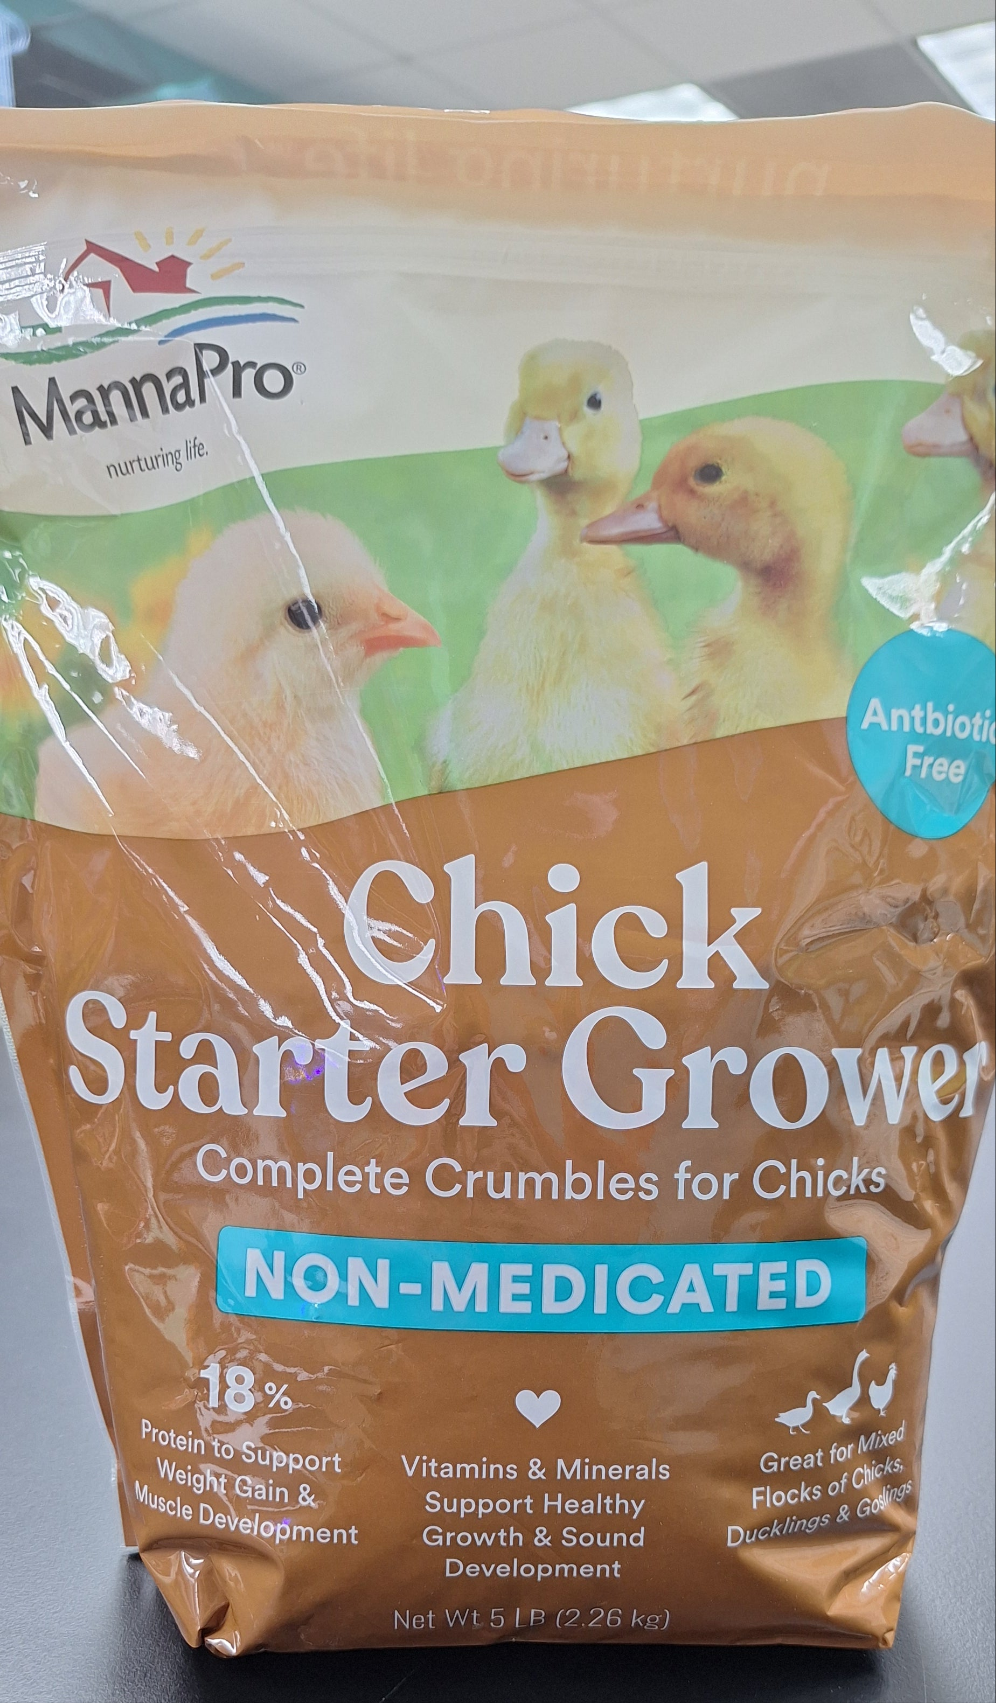 nurturing life
MannaPro®
nurturing life.
Antbiotic
Free
Chick
Starter Grower
Complete Crumbles for Chicks
NON-MEDICATED
18%
Protein to Support
Weight Gain &
Muscle Development
Vitamins & Minerals
Support Healthy
Growth & Sound
Development
Great for Mixed
Flocks of Chicks,
Ducklings & Goslings
Net Wt 5 LB (2.26 kg)